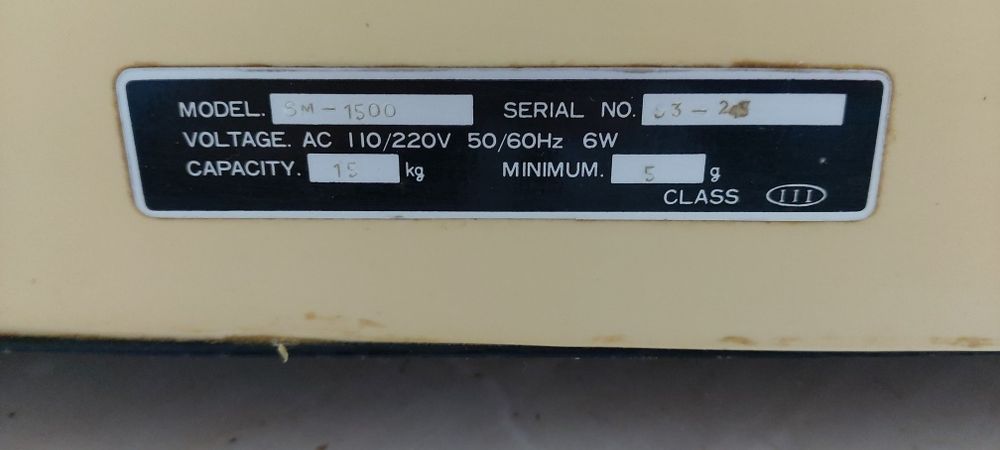 MODEL. SM-1500 SERIAL NO.
VOLTAGE. AC 110/220V 50/60Hz 6W
CAPACITY. 15 kg MINIMUM. 5 g
CLASS III